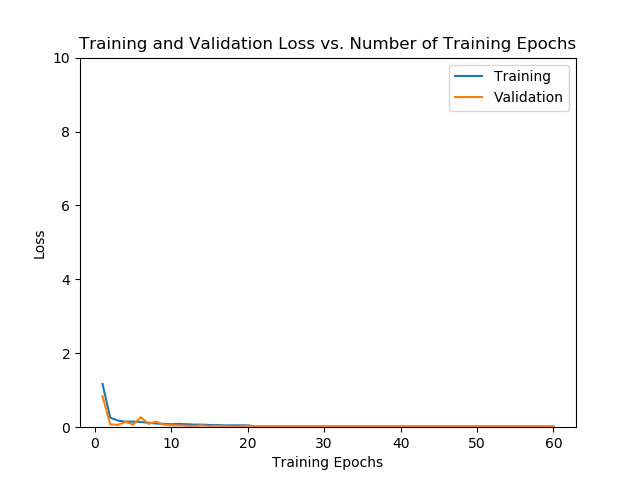 Training and Validation Loss vs. Number of Training Epochs
10
Training
Validation
8
6
Loss
4
2
0
0 10 20 30 40 50 60
Training Epochs